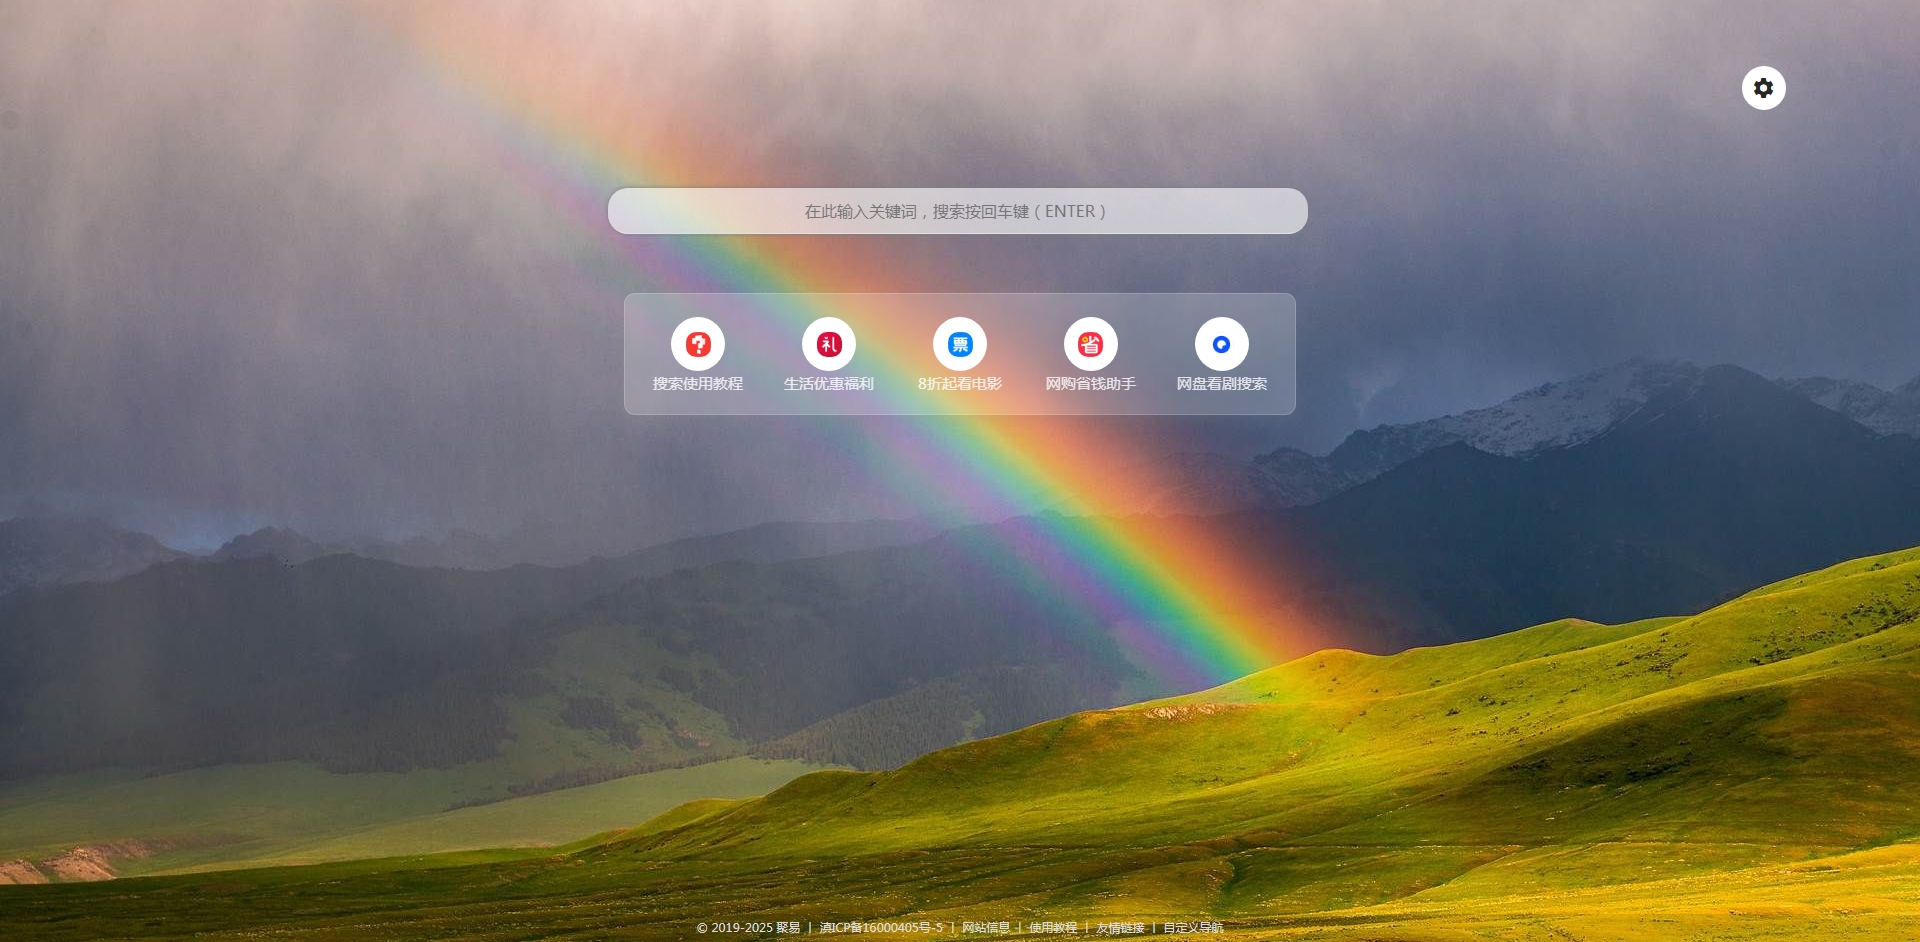 在此输入关键词，搜索按回车键（ENTER）
? 礼 票 省
搜索使用教程 生活优惠福利 8折起看电影 网购省钱助手 网盘看剧搜索
© 2019-2025 聚易 | 滇ICP备16000405号-5 | 网站信息 | 使用教程 | 友情链接 | 自定义导航